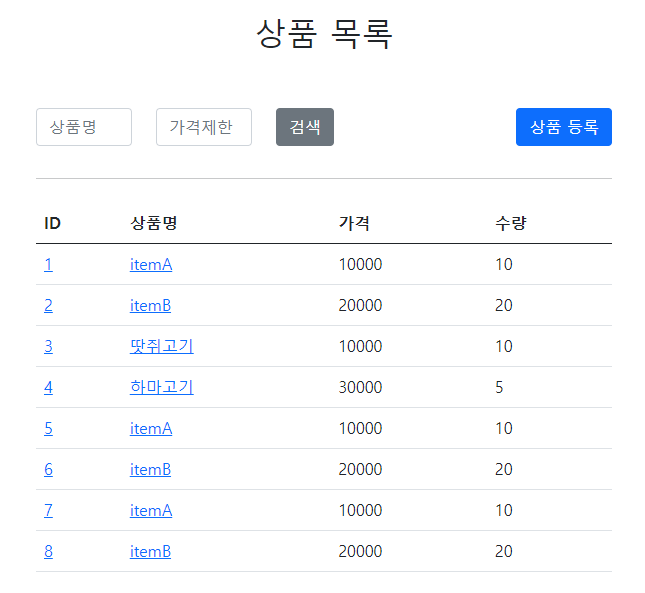 상품 목록
상품명 가격제한 검색 상품 등록
ID 상품명 가격 수량
1 itemA 10000 10
2 itemB 20000 20
3 땃쥐고기 10000 10
4 하마고기 30000 5
5 itemA 10000 10
6 itemB 20000 20
7 itemA 10000 10
8 itemB 20000 20